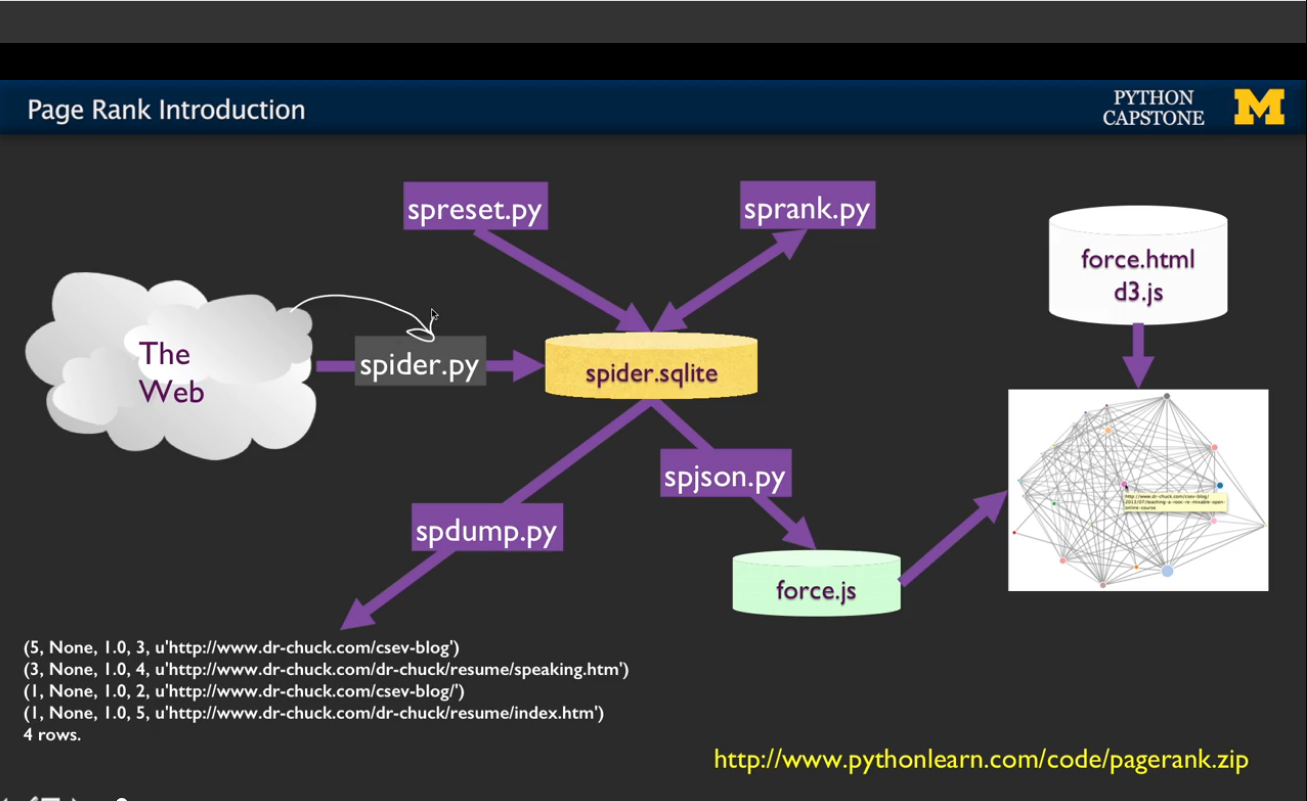 Page Rank Introduction
PYTHON
CAPSTONE
M
spreset.py
sprank.py
force.html
d3.js
The
Web
spider.py
spider.sqlite
spjson.py
spdump.py
http://www.dr-chuck.com/csev-blog/
2013/07/teaching-a-rooc-re-mixable-open-
online-course
force.js
(5, None, 1.0, 3, u'http://www.dr-chuck.com/csev-blog')
(3, None, 1.0, 4, u'http://www.dr-chuck.com/dr-chuck/resume/speaking.htm')
(1, None, 1.0, 2, u'http://www.dr-chuck.com/csev-blog/')
(1, None, 1.0, 5, u'http://www.dr-chuck.com/dr-chuck/resume/index.htm')
4 rows.
http://www.pythonlearn.com/code/pagerank.zip